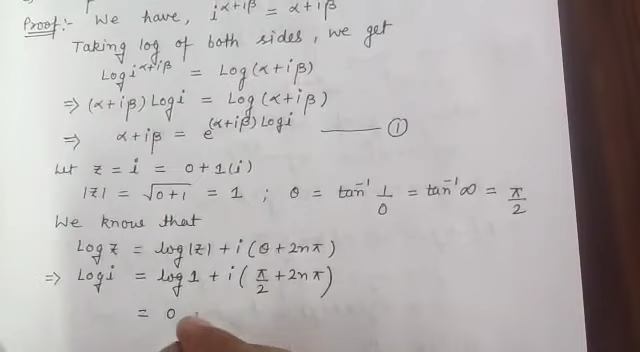 Proof:- We have, i^α+iβ = α+iβ
Taking log of both sides, we get
Log i^α+iβ = Log(α+iβ)
⇒ (α+iβ) Log i = Log (α+iβ)
⇒ α+iβ = e^(α+iβ) Log i ——— ①
Let z = i = 0+1(i)
|z| = √0+1 = 1 ; θ = tan⁻¹ 1/0 = tan⁻¹ ∞ = π/2
We know that
Log z = log|z| + i(θ+2nπ)
⇒ Log i = log 1 + i(π/2 + 2nπ)
= 0